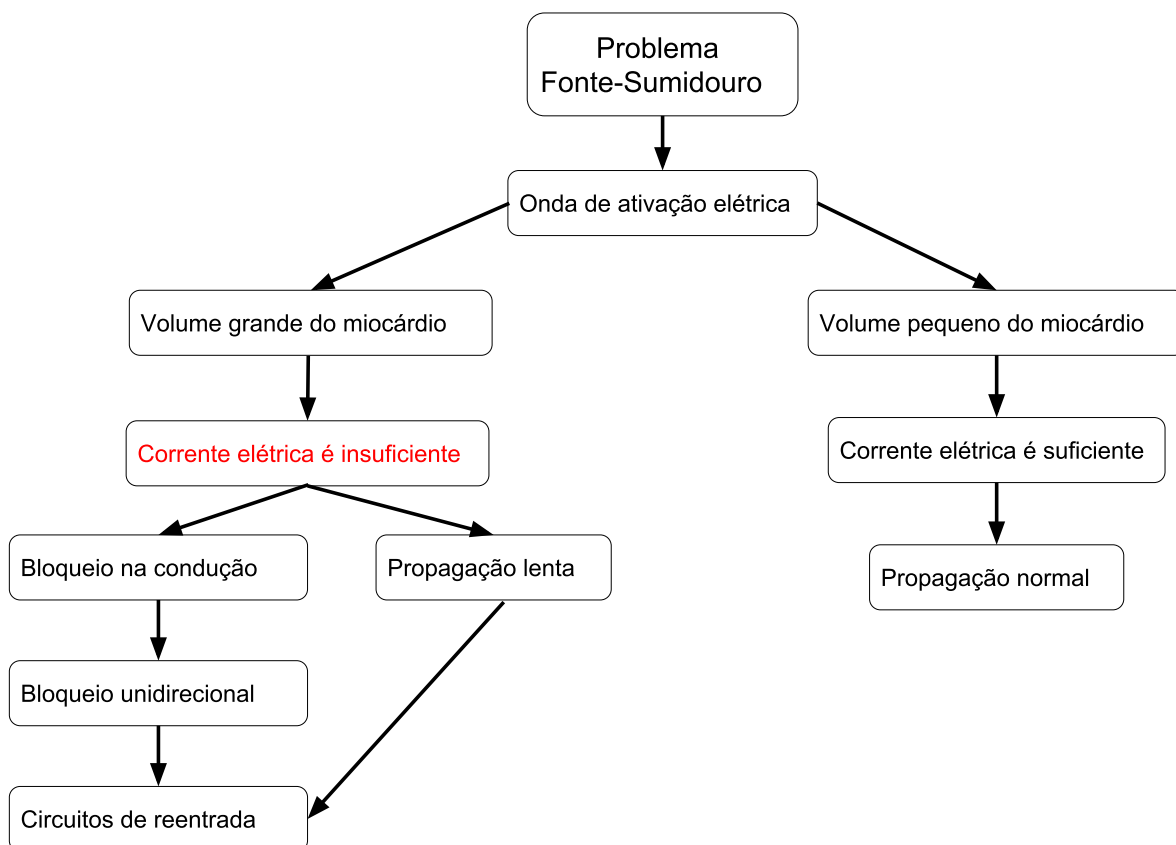 Problema
Fonte-Sumidouro
Onda de ativação elétrica
Volume grande do miocárdio
Volume pequeno do miocárdio
Corrente elétrica é insuficiente
Corrente elétrica é suficiente
Bloqueio na condução
Propagação lenta
Propagação normal
Bloqueio unidirecional
Circuitos de reentrada